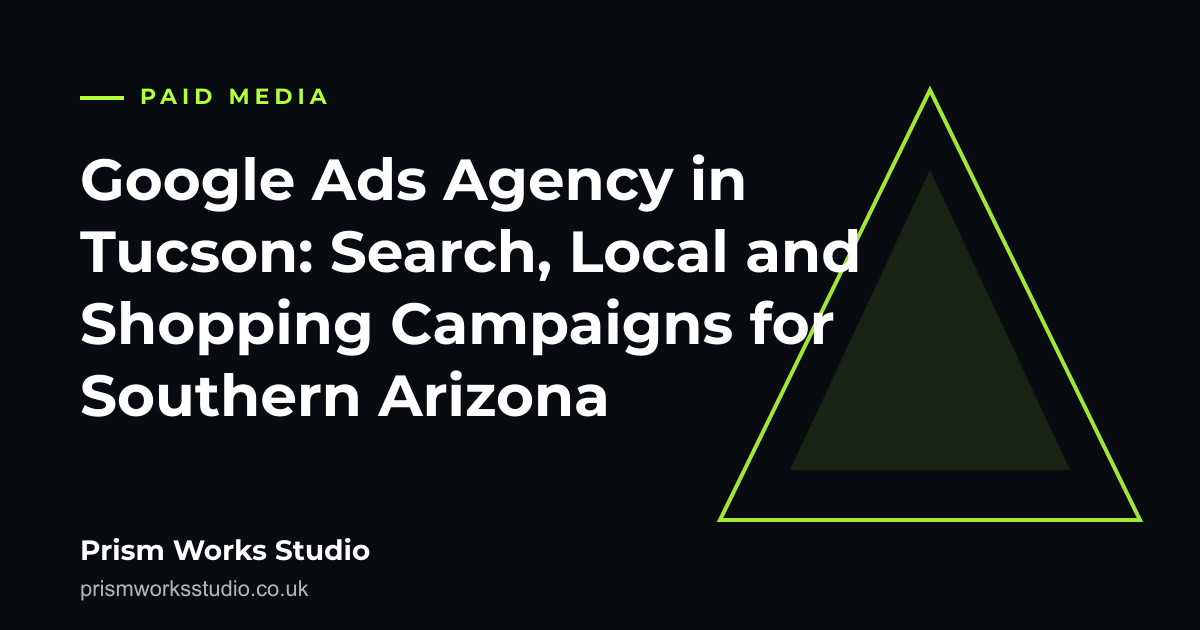 PAID MEDIA
Google Ads Agency in
Tucson: Search, Local and
Shopping Campaigns for
Southern Arizona
Prism Works Studio
prismworksstudio.co.uk